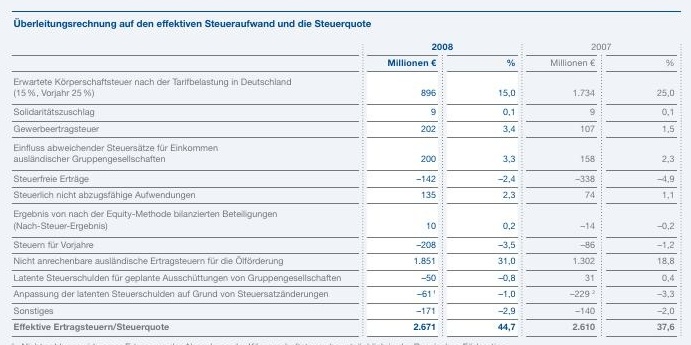 Überleitungsrechnung auf den effektiven Steueraufwand und die Steuerquote
2008 2007
Millionen € % Millionen € %
Erwartete Körperschaftsteuer nach der Tarifbelastung in Deutschland
(15 %, Vorjahr 25 %) 896 15,0 1.734 25,0
Solidaritätszuschlag 9 0,1 9 0,1
Gewerbeertragsteuer 202 3,4 107 1,5
Einfluss abweichender Steuersätze für Einkommen
ausländischer Gruppengesellschaften 200 3,3 158 2,3
Steuerfreie Erträge –142 –2,4 –338 –4,9
Steuerlich nicht abzugsfähige Aufwendungen 135 2,3 74 1,1
Ergebnis von nach der Equity-Methode bilanzierten Beteiligungen
(Nach-Steuer-Ergebnis) 10 0,2 –14 –0,2
Steuern für Vorjahre –208 –3,5 –86 –1,2
Nicht anrechenbare ausländische Ertragsteuern für die Ölförderung 1.851 31,0 1.302 18,8
Latente Steuerschulden für geplante Ausschüttungen von Gruppengesellschaften –50 –0,8 31 0,4
Anpassung der latenten Steuerschulden auf Grund von Steuersatzänderungen –61¹ –1,0 –229² –3,3
Sonstiges –171 –2,9 –140 –2,0
Effektive Ertragsteuern/Steuerquote 2.671 44,7 2.610 37,6